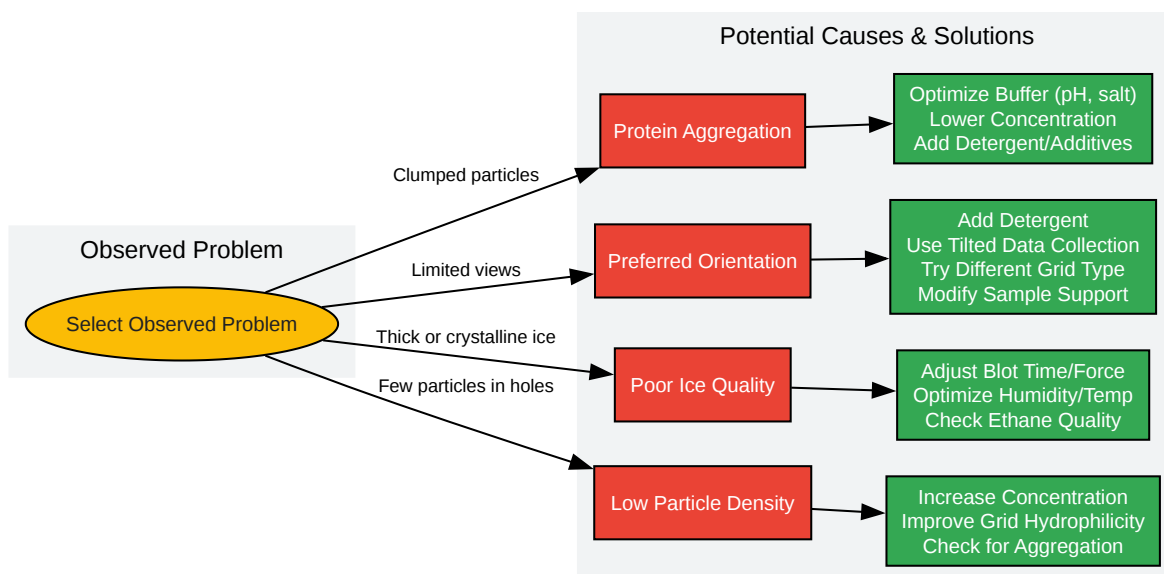 Potential Causes & Solutions
Observed Problem
Select Observed Problem
Clumped particles
Protein Aggregation
Optimize Buffer (pH, salt)
Lower Concentration
Add Detergent/Additives
Limited views
Preferred Orientation
Add Detergent
Use Tilted Data Collection
Try Different Grid Type
Modify Sample Support
Thick or crystalline ice
Poor Ice Quality
Adjust Blot Time/Force
Optimize Humidity/Temp
Check Ethane Quality
Few particles in holes
Low Particle Density
Increase Concentration
Improve Grid Hydrophilicity
Check for Aggregation